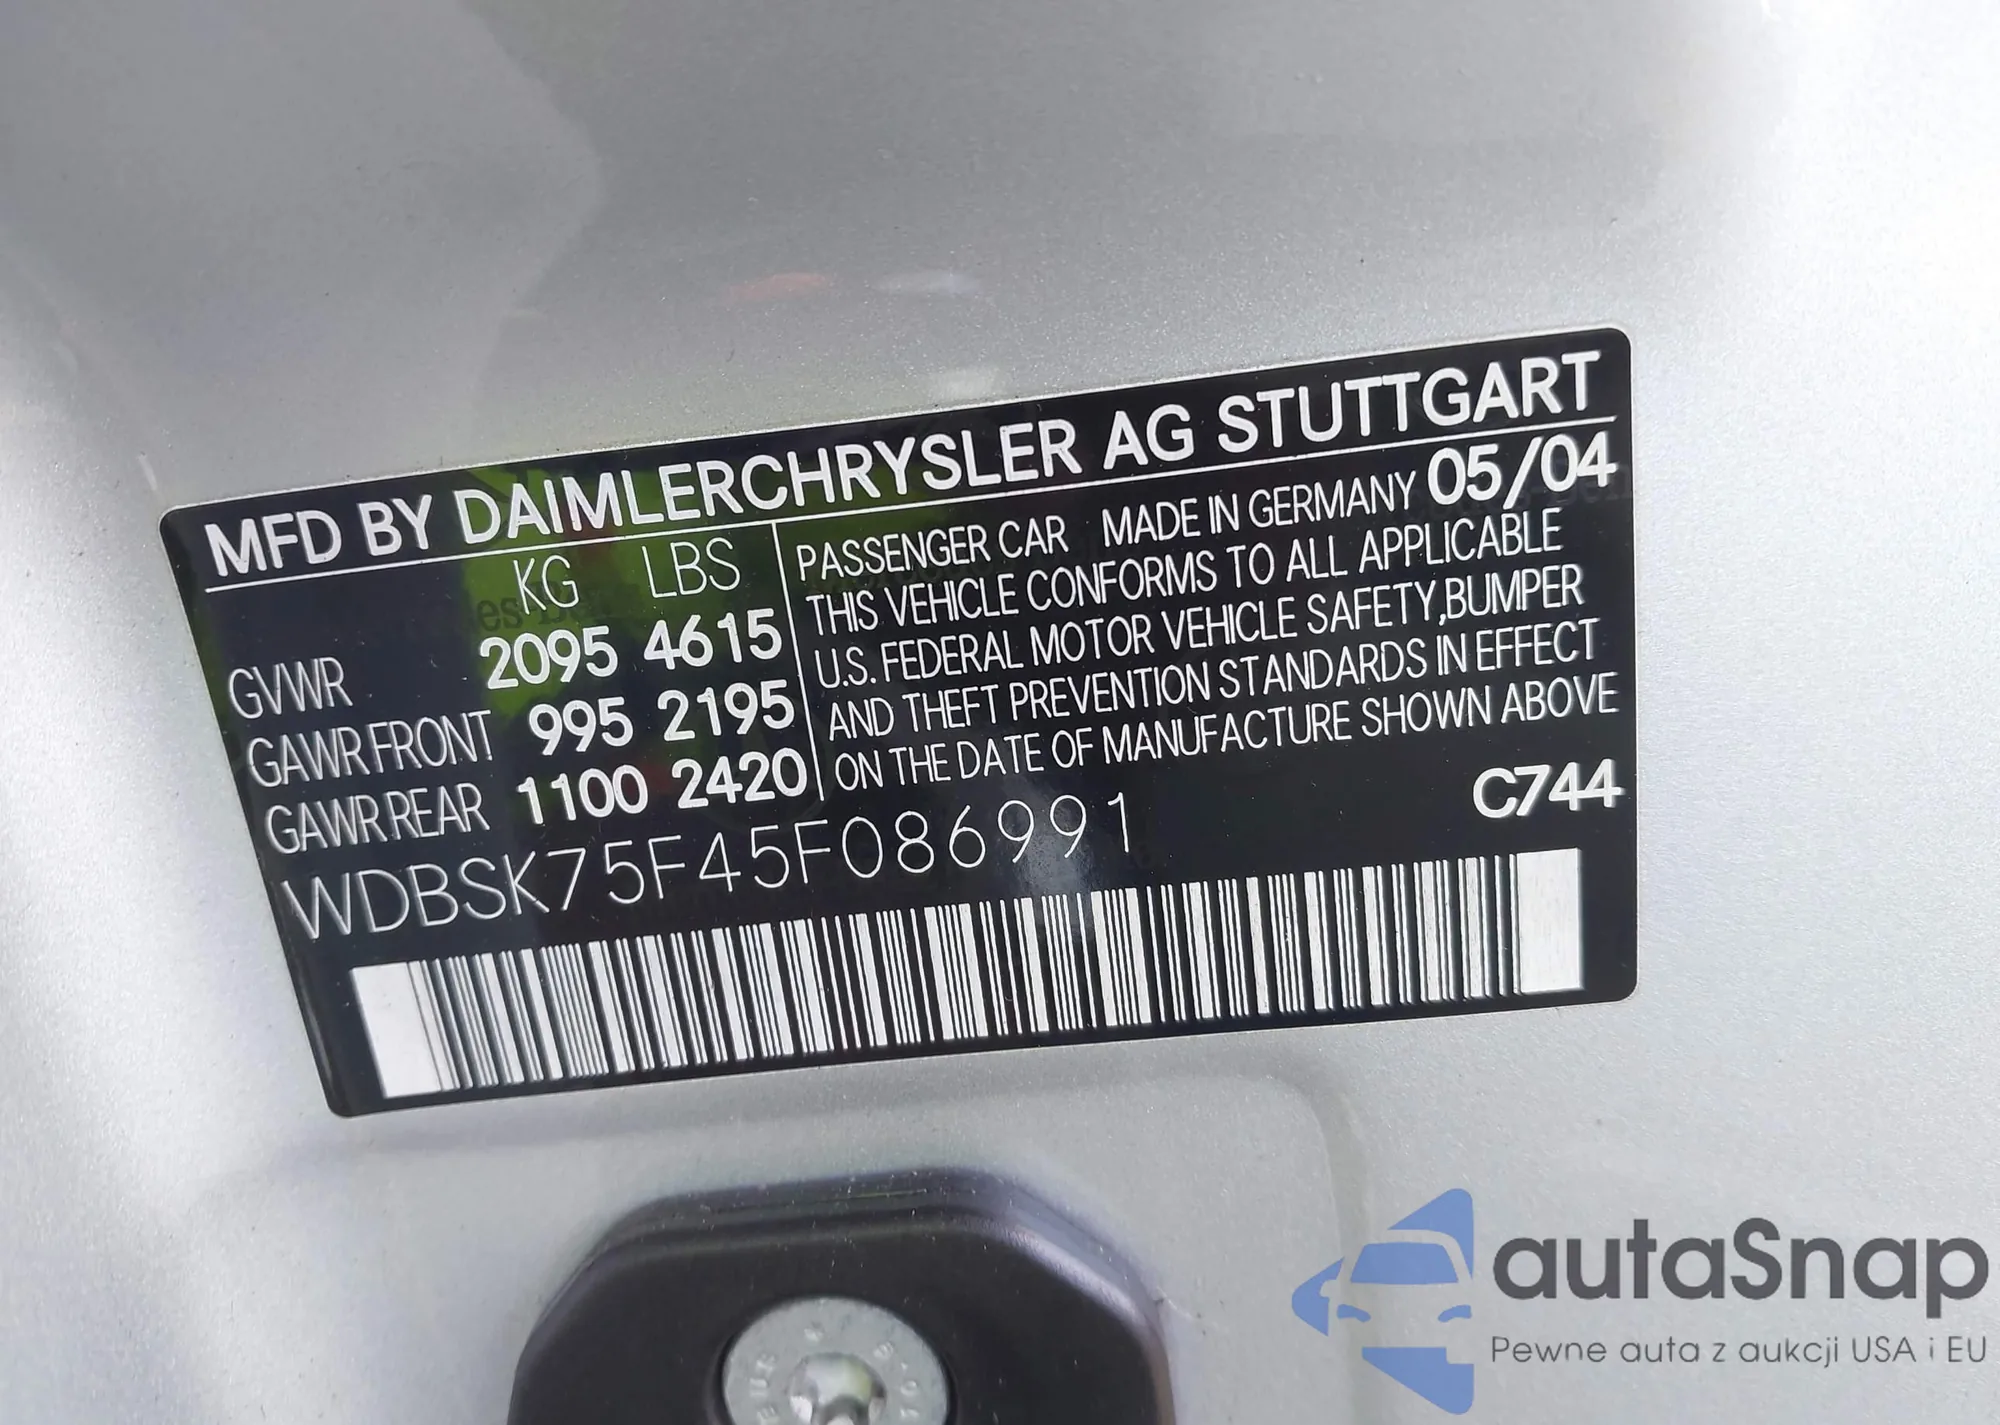 MFD BY DAIMLERCHRYSLER AG STUTTGART
KG LBS
GVWR 2095 4615
GAWR FRONT 995 2195
GAWR REAR 1100 2420
PASSENGER CAR MADE IN GERMANY 05/04
THIS VEHICLE CONFORMS TO ALL APPLICABLE
U.S. FEDERAL MOTOR VEHICLE SAFETY,BUMPER
AND THEFT PREVENTION STANDARDS IN EFFECT
ON THE DATE OF MANUFACTURE SHOWN ABOVE
WDBSK75F45F086991
C744
autaSnap
Pewne auta z aukcji USA i EU